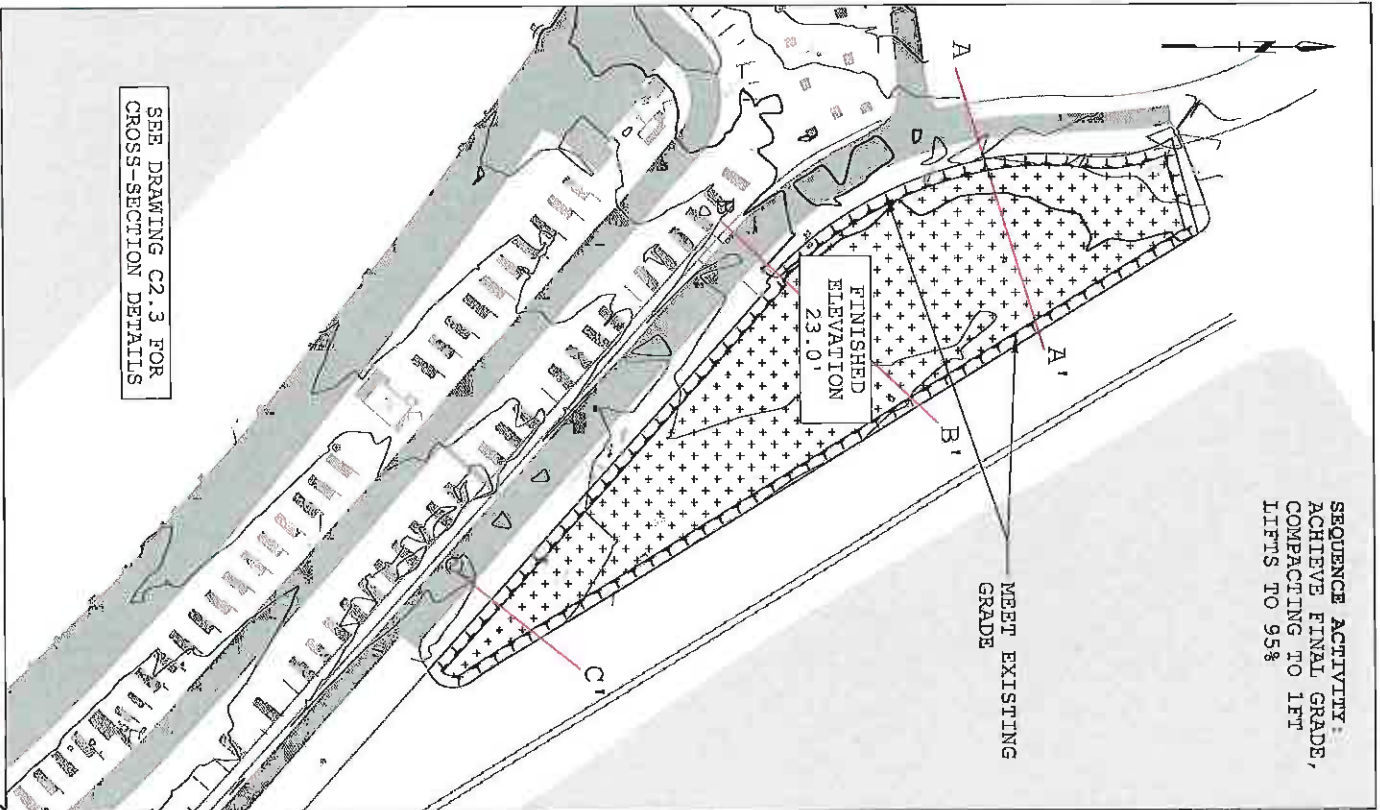 SEQUENCE ACTIVITY:
ACHIEVE FINAL GRADE,
COMPACTING TO 1FT
LIFTS TO 95%
MEET EXISTING
GRADE
N
A
A'
B
B'
C'
FINISHED
ELEVATION
23.0'
SEE DRAWING C2.3 FOR
CROSS-SECTION DETAILS